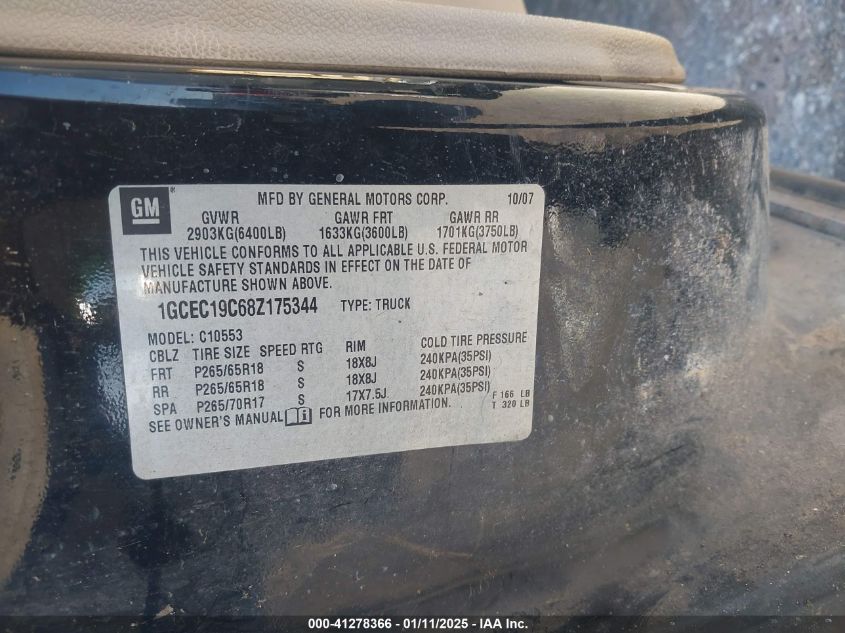 GM ® MFD BY GENERAL MOTORS CORP. 10/07
GVWR GAWR FRT GAWR RR
2903KG(6400LB) 1633KG(3600LB) 1701KG(3750LB)
THIS VEHICLE CONFORMS TO ALL APPLICABLE U.S. FEDERAL MOTOR
VEHICLE SAFETY STANDARDS IN EFFECT ON THE DATE OF
MANUFACTURE SHOWN ABOVE.
1GCEC19C68Z175344 TYPE: TRUCK
MODEL: C10553
CBLZ TIRE SIZE SPEED RTG RIM COLD TIRE PRESSURE
FRT P265/65R18 S 18X8J 240KPA(35PSI)
RR P265/65R18 S 18X8J 240KPA(35PSI)
SPA P265/70R17 S 17X7.5J 240KPA(35PSI)
F 166 LB
SEE OWNER'S MANUAL FOR MORE INFORMATION. T 320 LB
000-41278366 - 01/11/2025 - IAA Inc.